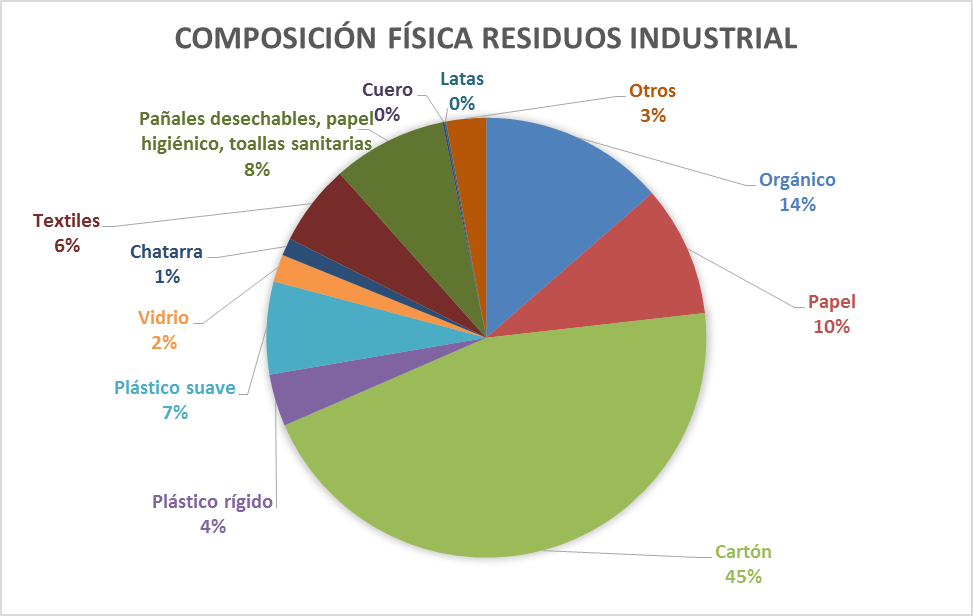 COMPOSICIÓN FÍSICA RESIDUOS INDUSTRIAL
Latas
0%
Cuero
0%
Otros
3%
Pañales desechables, papel
higiénico, toallas sanitarias
8%
Orgánico
14%
Textiles
6%
Chatarra
1%
Papel
10%
Vidrio
2%
Plástico suave
7%
Plástico rígido
4%
Cartón
45%